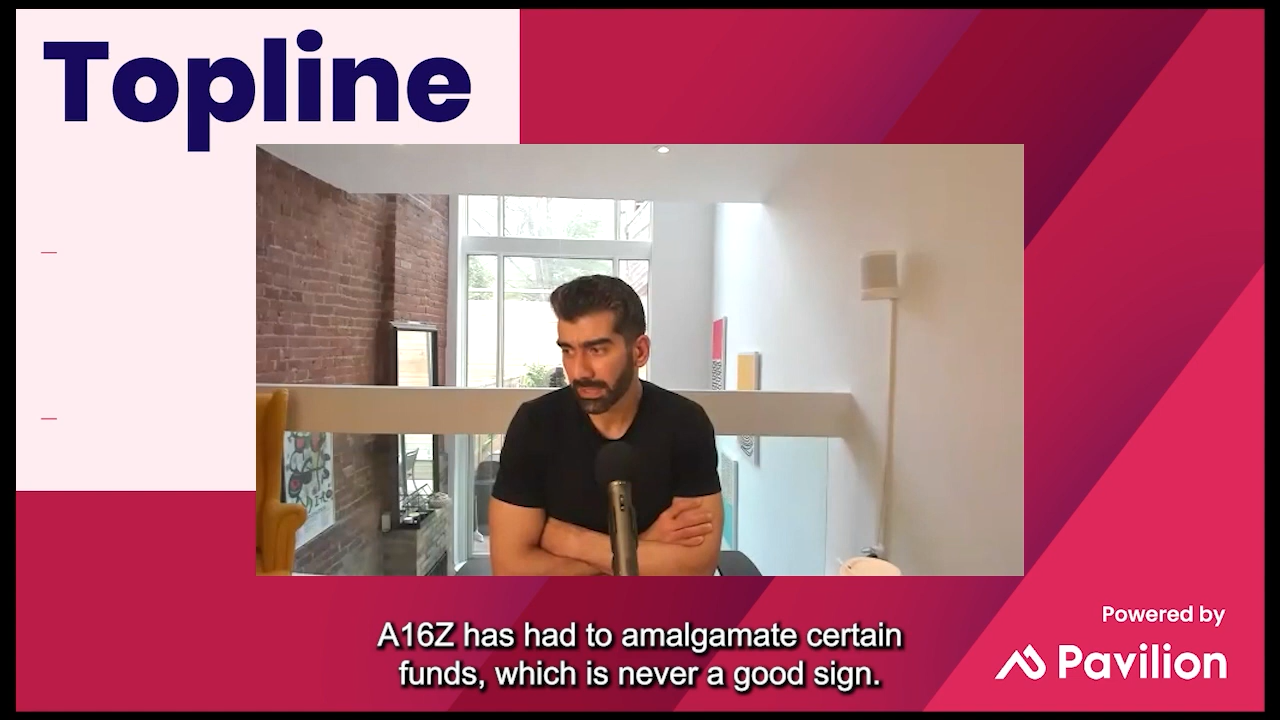 Topline
A16Z has had to amalgamate certain
funds, which is never a good sign.
Powered by
Pavilion